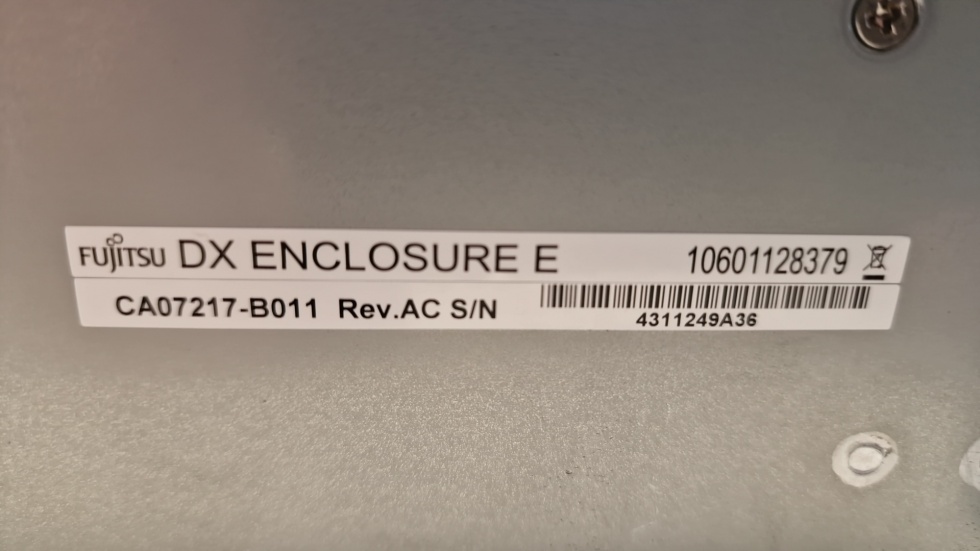 FUJITSU DX ENCLOSURE E 10601128379
CA07217-B011 Rev.AC S/N 4311249A36